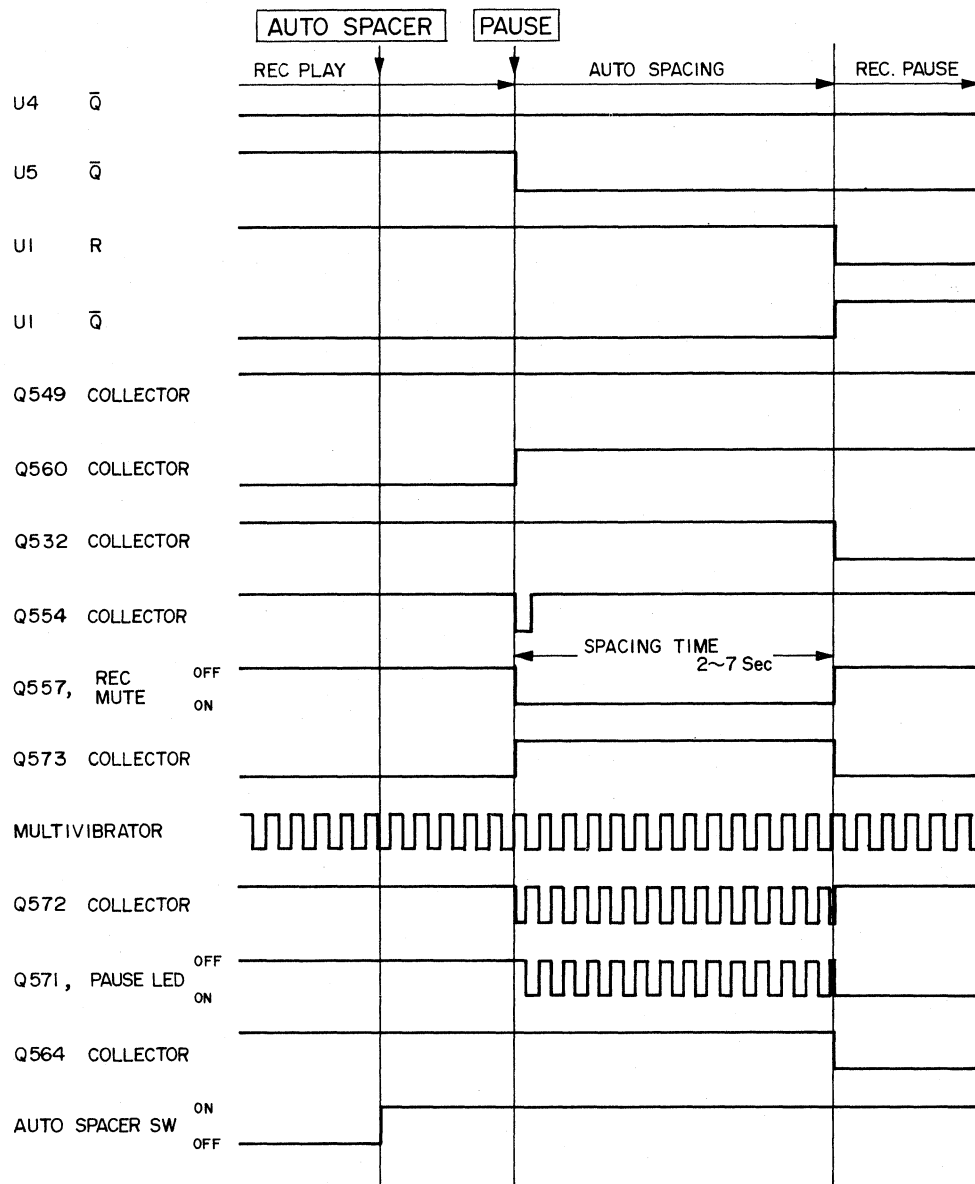 AUTO SPACER PAUSE
REC PLAY AUTO SPACING REC. PAUSE
U4 Q̅
U5 Q̅
U1 R
U1 Q̅
Q549 COLLECTOR
Q560 COLLECTOR
Q532 COLLECTOR
Q554 COLLECTOR
SPACING TIME
2~7 Sec
Q557, REC MUTE OFF
ON
Q573 COLLECTOR
MULTIVIBRATOR
Q572 COLLECTOR
Q571, PAUSE LED OFF
ON
Q564 COLLECTOR
AUTO SPACER SW ON
OFF